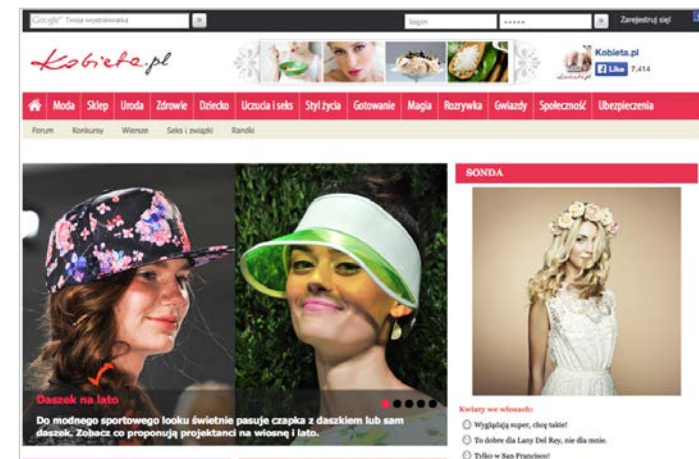 Google™ Twoja wyszukiwarka
login
•••••
Zarejestruj się!
Kobieta.pl
Kobieta.pl
Like 7,414
Moda Sklep Uroda Zdrowie Dziecko Uczucia i seks Styl życia Gotowanie Magia Rozrywka Gwiazdy Społeczność Ubezpieczenia
Forum Konkursy Wiersze Seks i związki Randki
SONDA
Daszek na lato
Do modnego sportowego looku świetnie pasuje czapka z daszkiem lub sam
daszek. Zobacz co proponują projektanci na wiosnę i lato.
Kwiaty we włosach:
Wyglądają super, chcę takie!
To dobre dla Lany Del Rey, nie dla mnie.
Tylko w San Francisco!